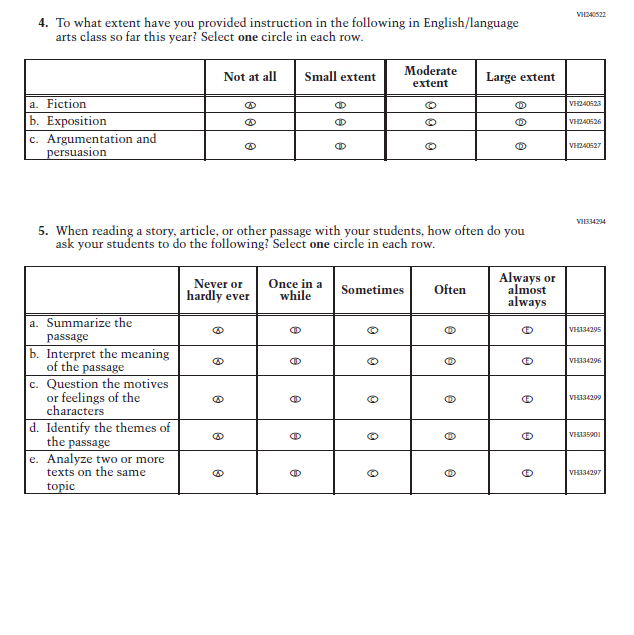 VH240522
4. To what extent have you provided instruction in the following in English/language
arts class so far this year? Select one circle in each row.
Not at all Small extent Moderate extent Large extent
a. Fiction A B C D VH240523
b. Exposition A B C D VH240526
c. Argumentation and
persuasion A B C D VH240527
VH334294
5. When reading a story, article, or other passage with your students, how often do you
ask your students to do the following? Select one circle in each row.
Never or hardly ever Once in a while Sometimes Often Always or almost always
a. Summarize the
passage A B C D E VH334295
b. Interpret the meaning
of the passage A B C D E VH334296
c. Question the motives
or feelings of the
characters A B C D E VH334299
d. Identify the themes of
the passage A B C D E VH335901
e. Analyze two or more
texts on the same
topic A B C D E VH334297